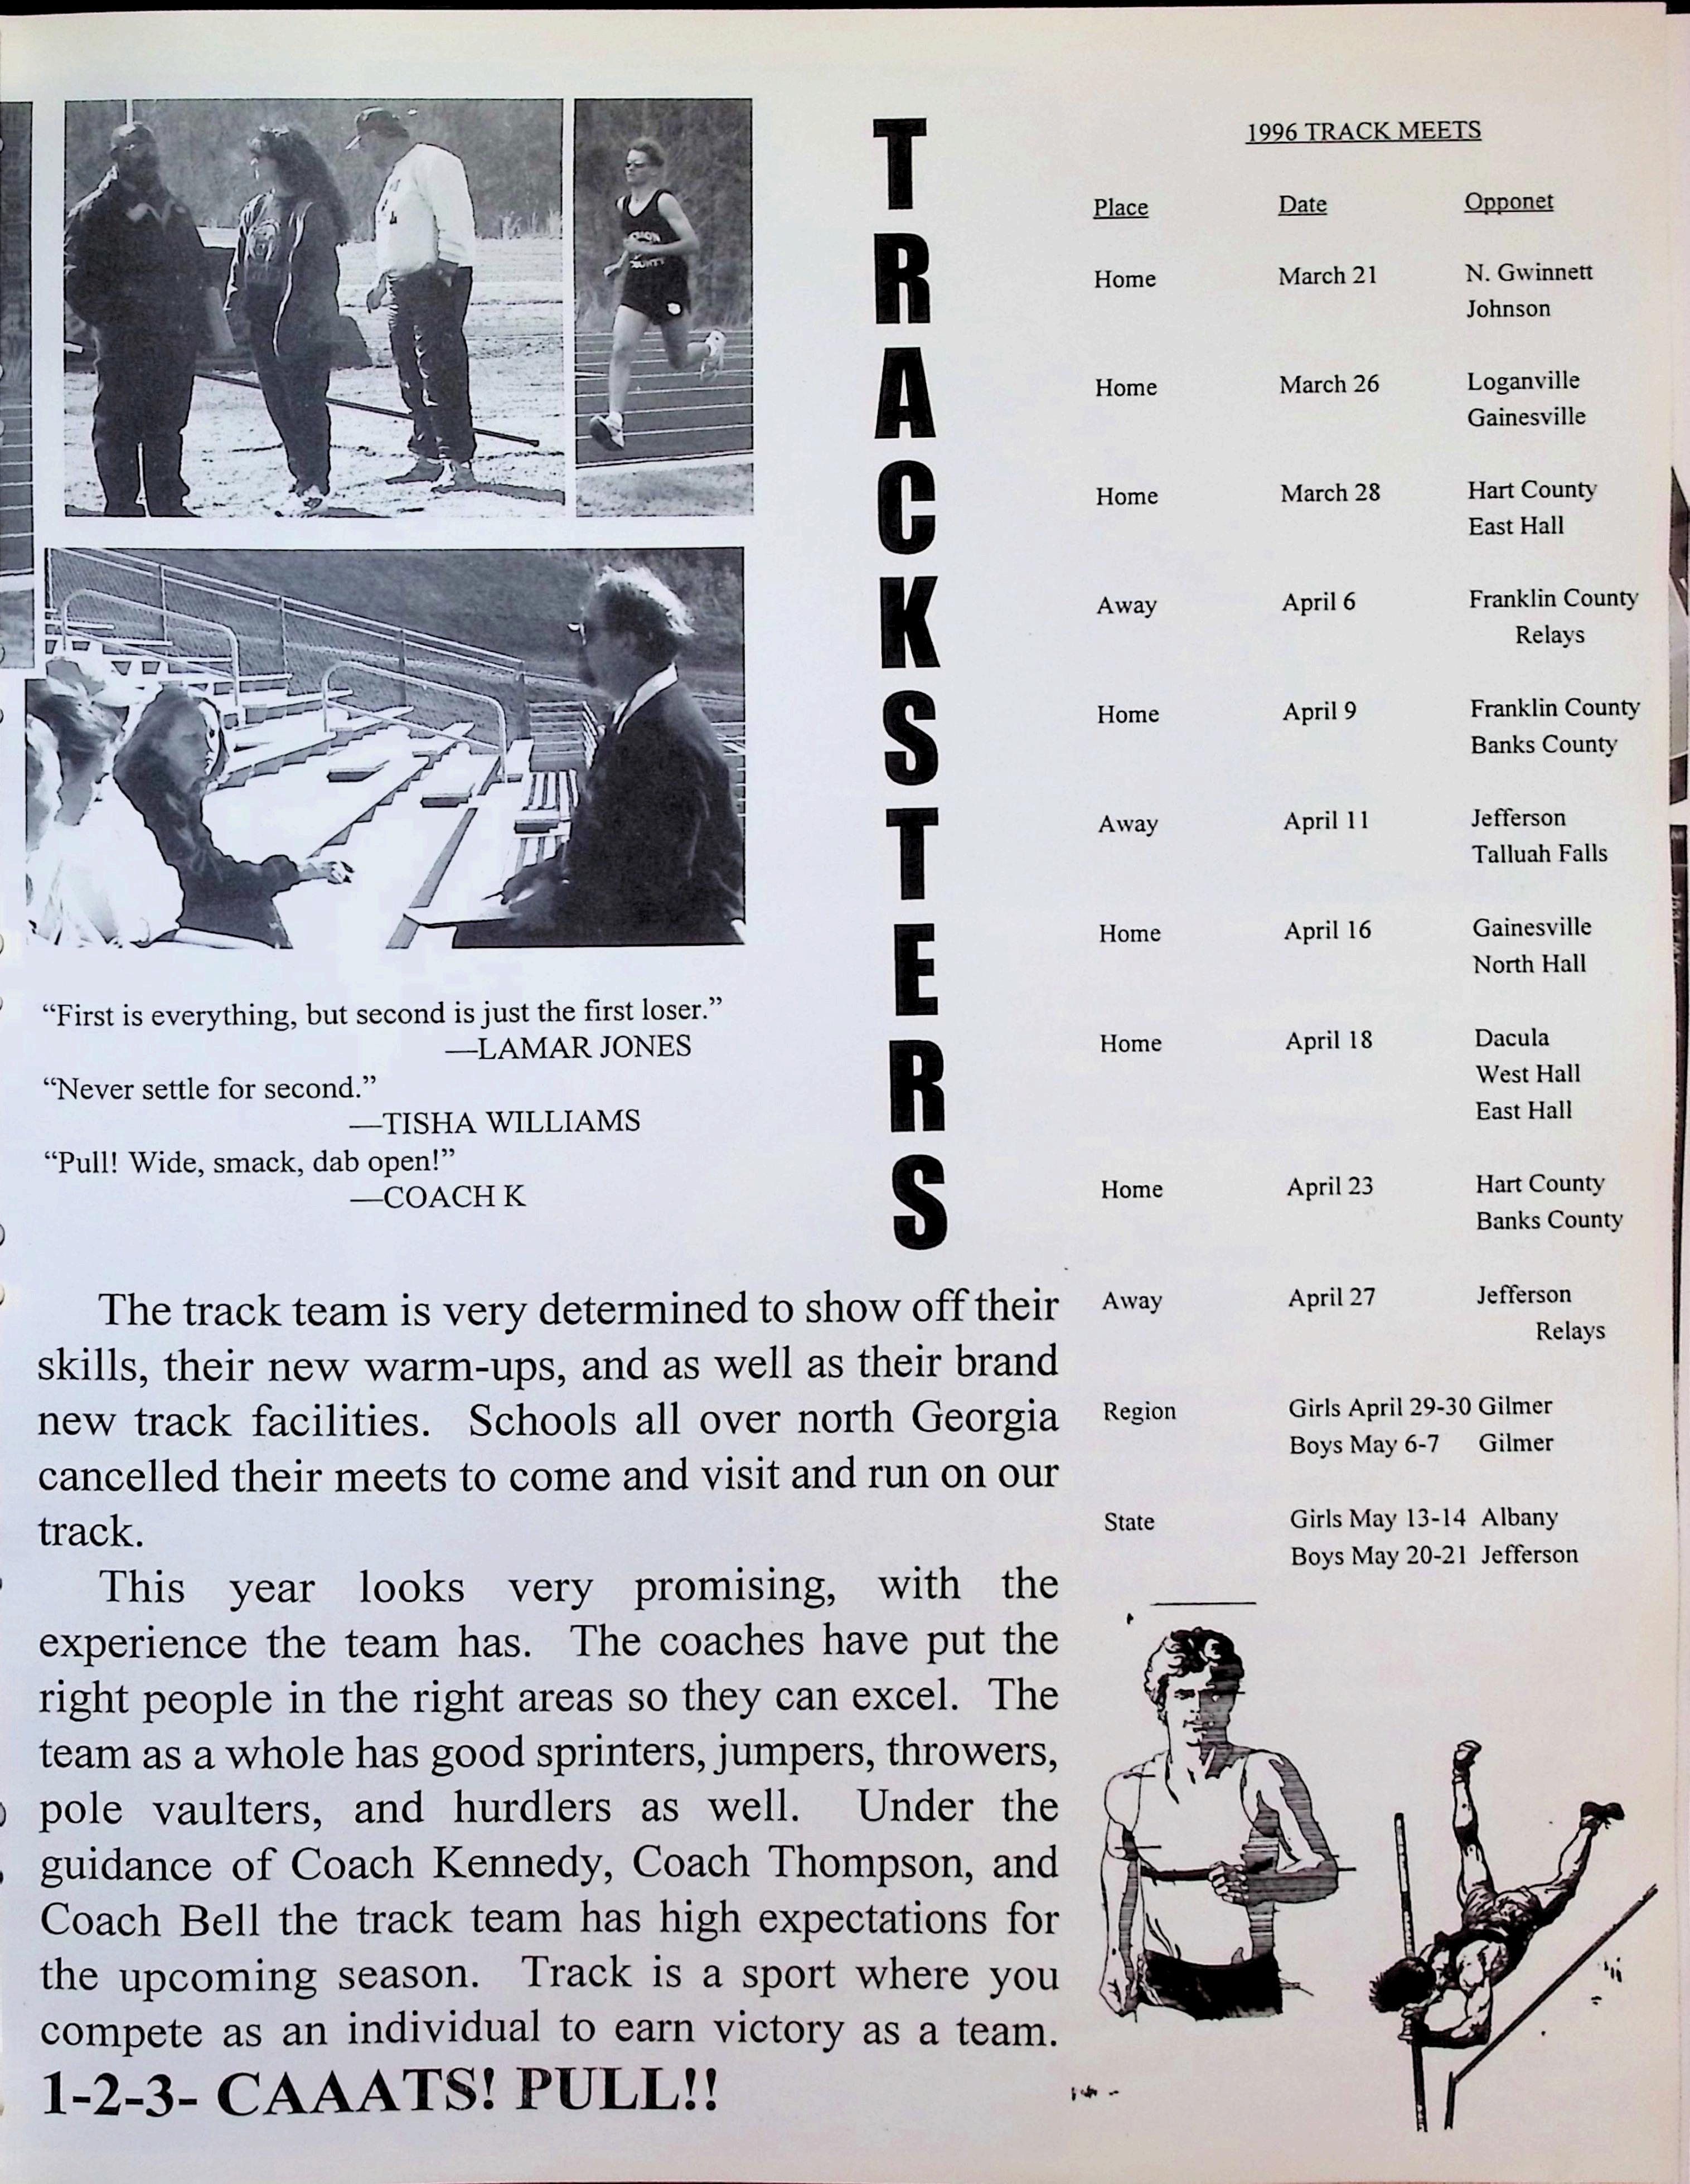 TRACKSTERS
"First is everything, but second is just the first loser."
—LAMAR JONES
"Never settle for second."
—TISHA WILLIAMS
"Pull! Wide, smack, dab open!"
—COACH K
The track team is very determined to show off their
skills, their new warm-ups, and as well as their brand
new track facilities. Schools all over north Georgia
cancelled their meets to come and visit and run on our
track.
This year looks very promising, with the
experience the team has. The coaches have put the
right people in the right areas so they can excel. The
team as a whole has good sprinters, jumpers, throwers,
pole vaulters, and hurdlers as well. Under the
guidance of Coach Kennedy, Coach Thompson, and
Coach Bell the track team has high expectations for
the upcoming season. Track is a sport where you
compete as an individual to earn victory as a team.
1-2-3- CAAATS! PULL!!
1996 TRACK MEETS
Place Date Opponet
Home March 21 N. Gwinnett
Johnson
Home March 26 Loganville
Gainesville
Home March 28 Hart County
East Hall
Away April 6 Franklin County
Relays
Home April 9 Franklin County
Banks County
Away April 11 Jefferson
Talluah Falls
Home April 16 Gainesville
North Hall
Home April 18 Dacula
West Hall
East Hall
Home April 23 Hart County
Banks County
Away April 27 Jefferson
Relays
Region Girls April 29-30 Gilmer
Boys May 6-7 Gilmer
State Girls May 13-14 Albany
Boys May 20-21 Jefferson